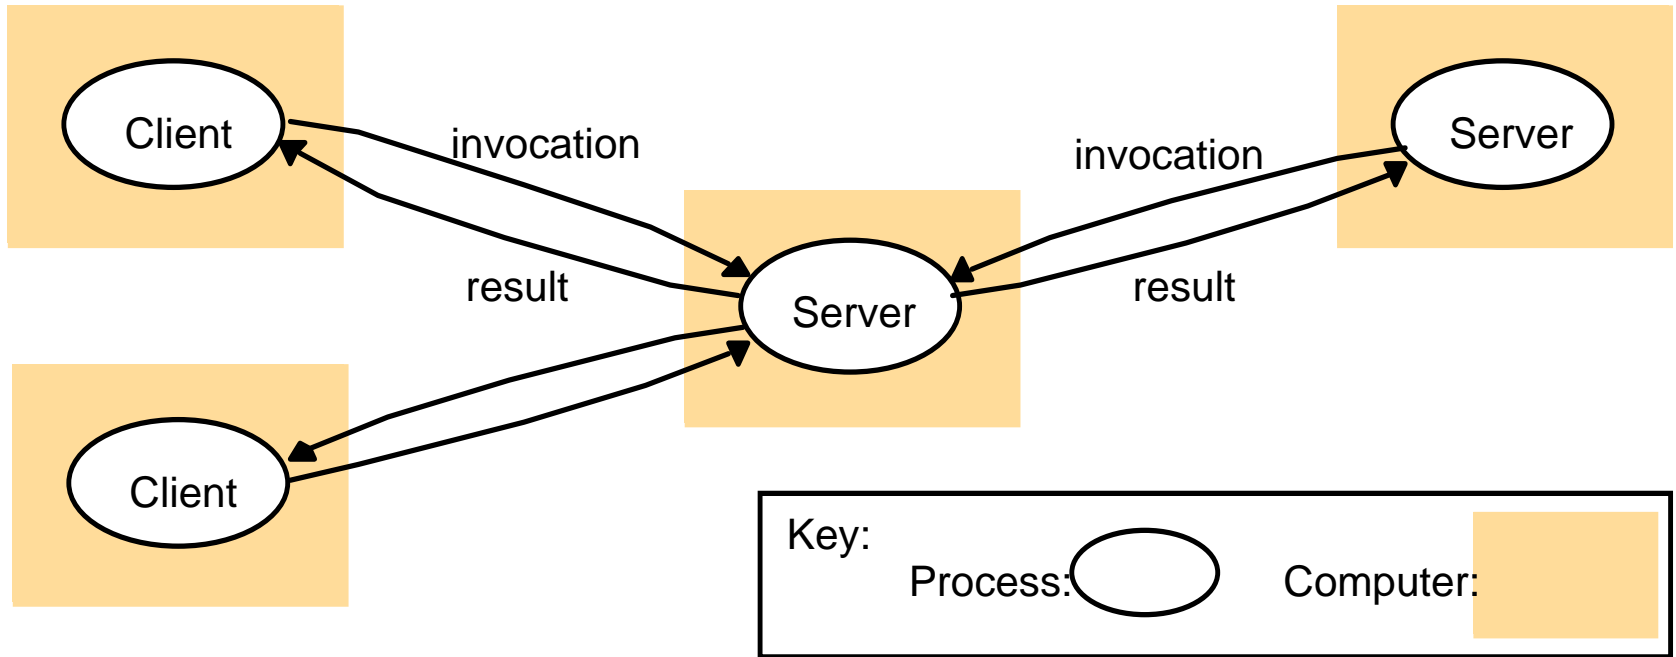 Client
invocation
result
Server
invocation
result
Server
Client
Key:
Process:
Computer: